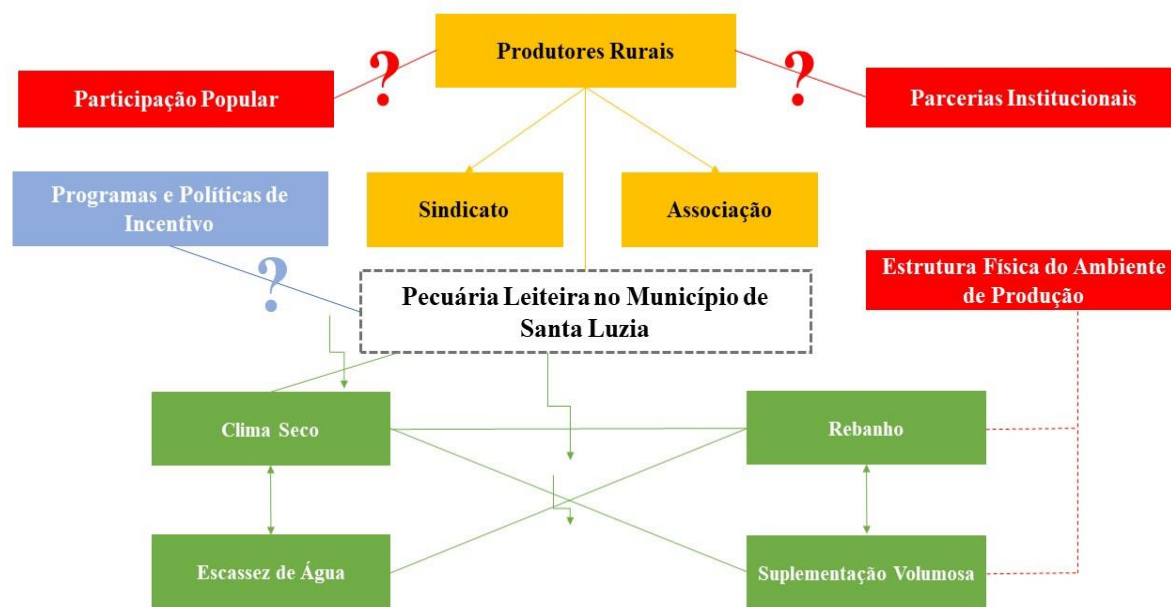 Produtores Rurais
?
?
Participação Popular
Parcerias Institucionais
Programas e Políticas de
Incentivo
Sindicato
Associação
?
Pecuária Leiteira no Município de
Santa Luzia
Estrutura Física do Ambiente
de Produção
Clima Seco
Rebanho
Escassez de Água
Suplementação Volumosa